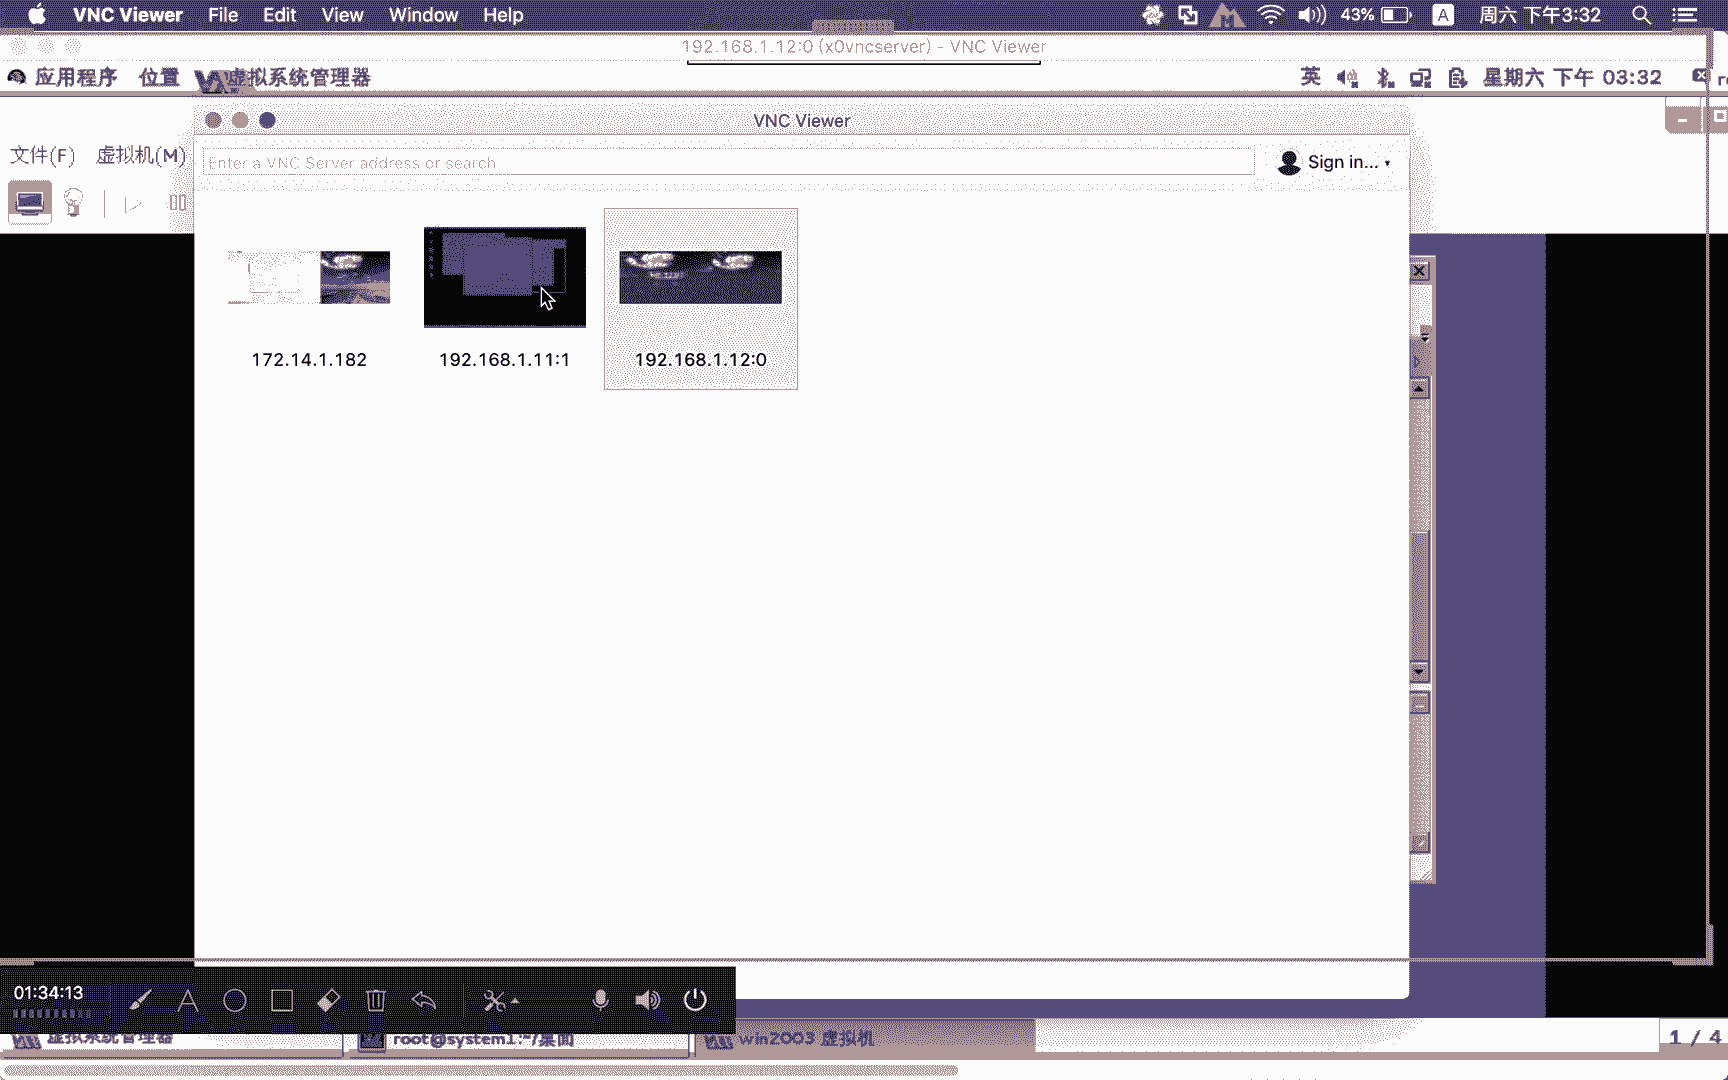 VNC Viewer File Edit View Window Help 43% A 周六 下午3:32
192.168.1.12:0 (x0vncserver) - VNC Viewer
应用程序 位置 虚拟系统管理器 英 星期六 下午 03:32
VNC Viewer
文件(F) 虚拟机(M)
Enter a VNC Server address or search
Sign in...
172.14.1.182 192.168.1.11:1 192.168.1.12:0
01:34:13
虚拟系统管理器 root@system1:~/桌面 win2003 虚拟机 1 / 4